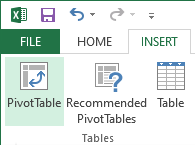 FILE HOME INSERT
PivotTable Recommended Table
PivotTables
Tables